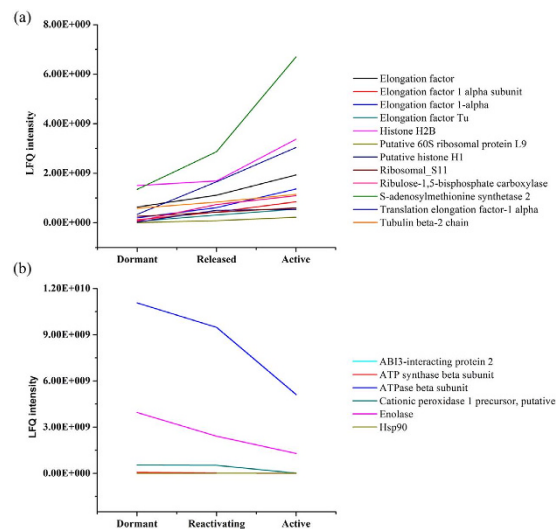 (a)
8.00E+009
6.00E+009
4.00E+009
2.00E+009
0.00E+000
LFQ intensity
Dormant Released Active
Elongation factor
Elongation factor 1 alpha subunit
Elongation factor 1-alpha
Elongation factor Tu
Histone H2B
Putative 60S ribosomal protein L9
Putative histone H1
Ribosomal_S11
Ribulose-1,5-bisphosphate carboxylase
S-adenosylmethionine synthetase 2
Translation elongation factor-1 alpha
Tubulin beta-2 chain
(b)
1.20E+010
9.00E+009
6.00E+009
3.00E+009
0.00E+000
LFQ intensity
Dormant Reactivating Active
ABI3-interacting protein 2
ATP synthase beta subunit
ATPase beta subunit
Cationic peroxidase 1 precursor, putative
Enolase
Hsp90